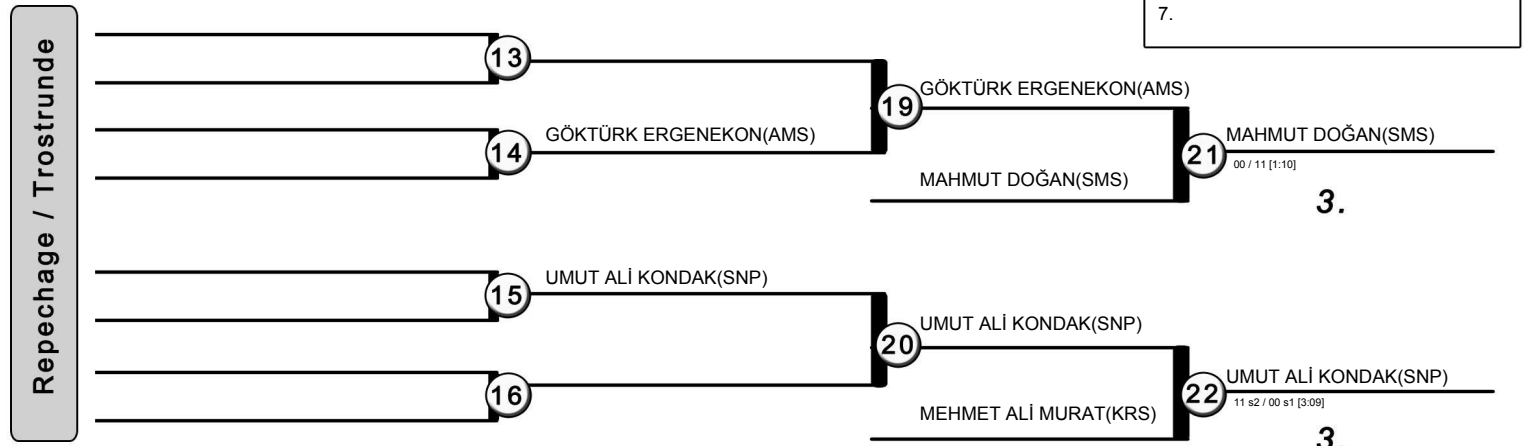 7.
Repechage / Trostrunde
13
19
GÖKTÜRK ERGENEKON(AMS)
14
GÖKTÜRK ERGENEKON(AMS)
21
MAHMUT DOĞAN(SMS)
00 / 11 [1:10]
MAHMUT DOĞAN(SMS)
3.
15
UMUT ALİ KONDAK(SNP)
20
UMUT ALİ KONDAK(SNP)
16
22
UMUT ALİ KONDAK(SNP)
11 s2 / 00 s1 [3:09]
MEHMET ALİ MURAT(KRS)
3